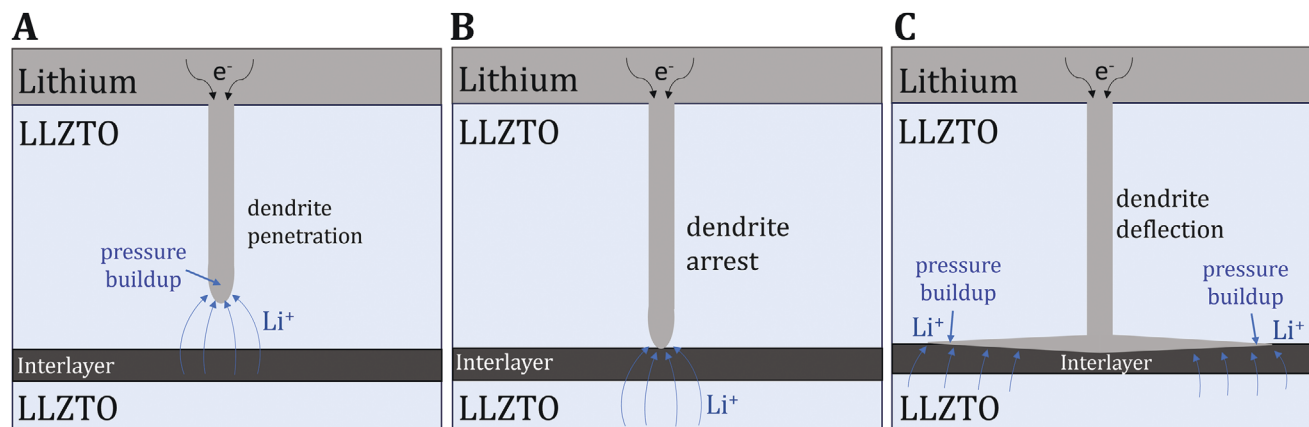 A
e-
Lithium
LLZTO
dendrite
penetration
pressure
buildup
Li+
Interlayer
LLZTO
B
e-
Lithium
LLZTO
dendrite
arrest
Interlayer
LLZTO
Li+
C
e-
Lithium
LLZTO
dendrite
deflection
pressure
buildup
pressure
buildup
Li+
Li+
Interlayer
LLZTO